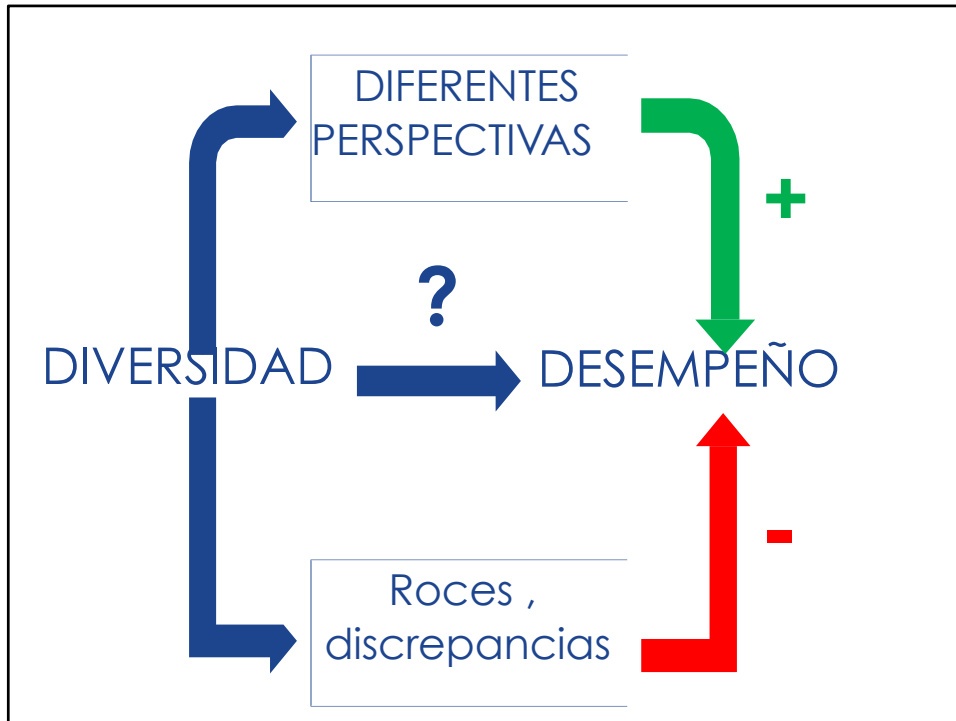 DIFERENTES
PERSPECTIVAS
+
?
DIVERSIDAD
DESEMPEÑO
-
Roces ,
discrepancias